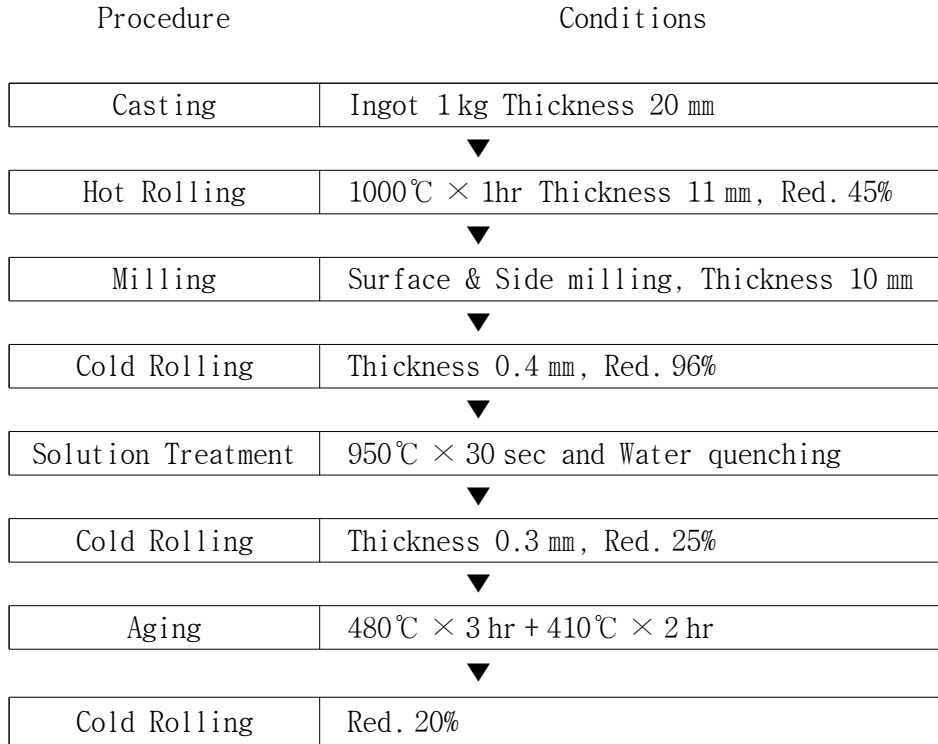 Procedure Conditions
Casting Ingot 1 kg Thickness 20 mm
▼
Hot Rolling 1000℃ × 1hr Thickness 11 mm, Red. 45%
▼
Milling Surface & Side milling, Thickness 10 mm
▼
Cold Rolling Thickness 0.4 mm, Red. 96%
▼
Solution Treatment 950℃ × 30 sec and Water quenching
▼
Cold Rolling Thickness 0.3 mm, Red. 25%
▼
Aging 480℃ × 3 hr + 410℃ × 2 hr
▼
Cold Rolling Red. 20%